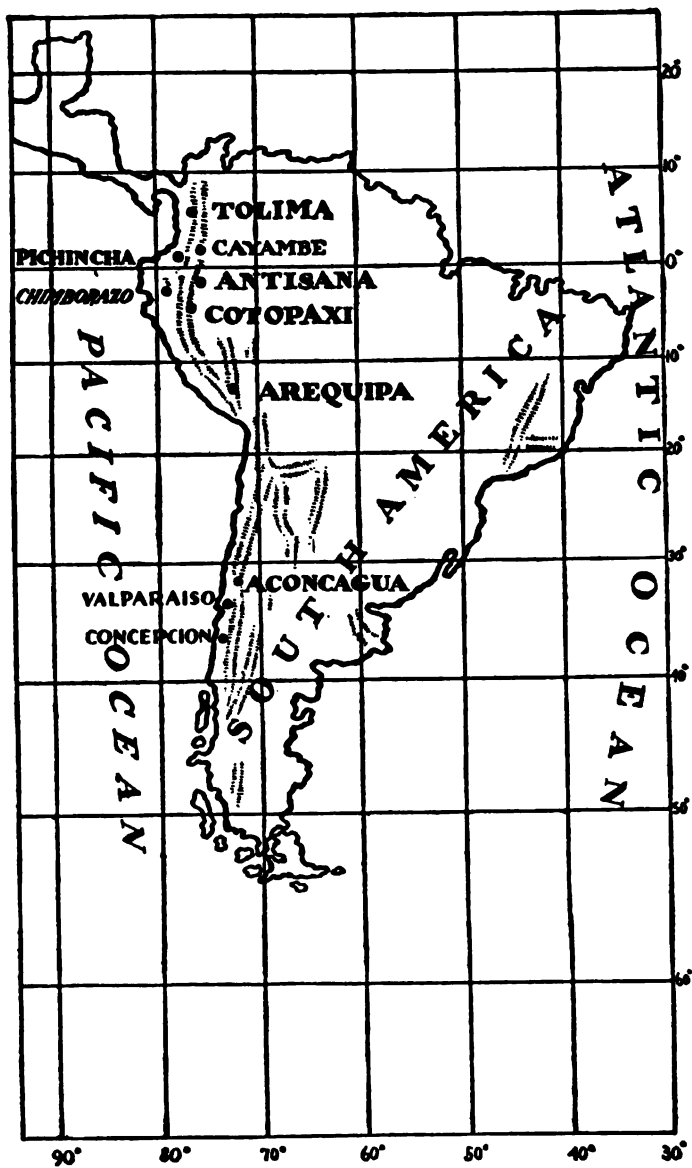 20°
10°
TOLIMA
PICHINCHA
CAYAMBE
0°
CHIMBORAZO
ANTISANA
COTOPAXI
10°
AREQUIPA
20°
30°
ACONCAGUA
VALPARAISO
CONCEPCION
40°
50°
60°
PACIFIC OCEAN
SOUTH AMERICA
ATLANTIC OCEAN
90° 80° 70° 60° 50° 40° 30°